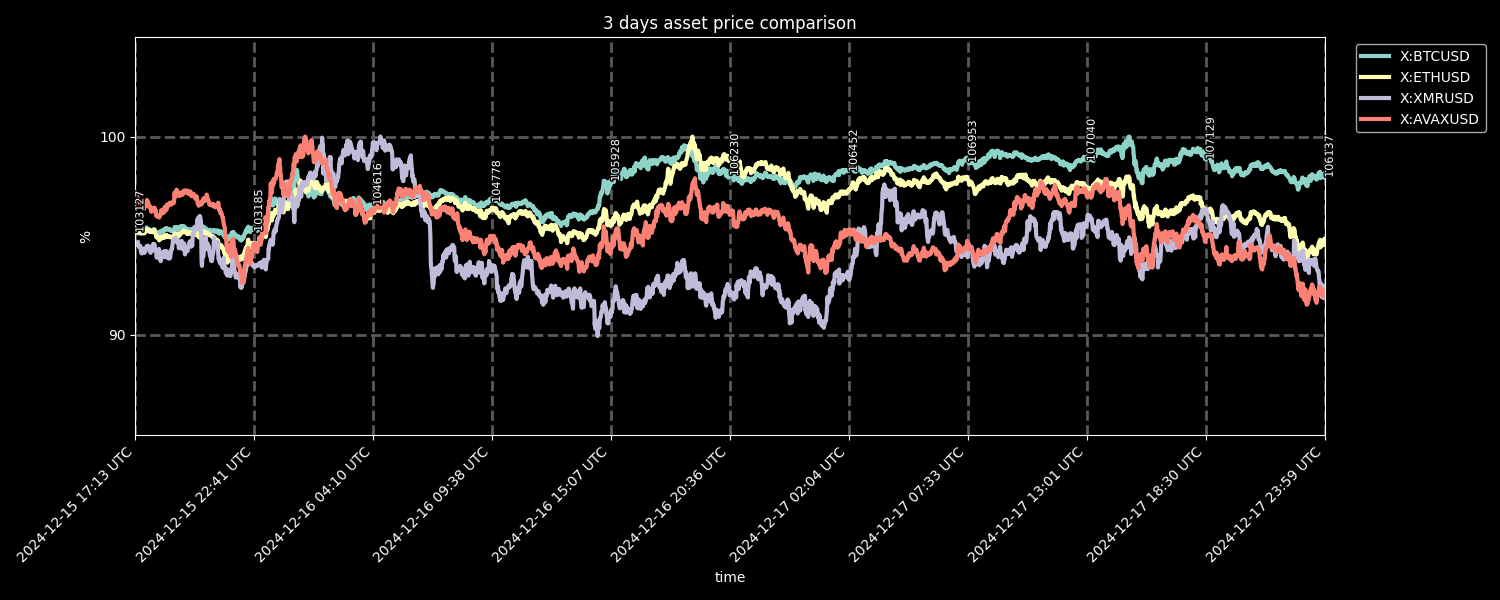 3 days asset price comparison
X:BTCUSD
X:ETHUSD
X:XMRUSD
X:AVAXUSD
100
90
%
103127
103185
104616
104778
105928
106230
106452
106953
107040
107129
106137
2024-12-15 17:13 UTC
2024-12-15 22:41 UTC
2024-12-16 04:10 UTC
2024-12-16 09:38 UTC
2024-12-16 15:07 UTC
2024-12-16 20:36 UTC
2024-12-17 02:04 UTC
2024-12-17 07:33 UTC
2024-12-17 13:01 UTC
2024-12-17 18:30 UTC
2024-12-17 23:59 UTC
time